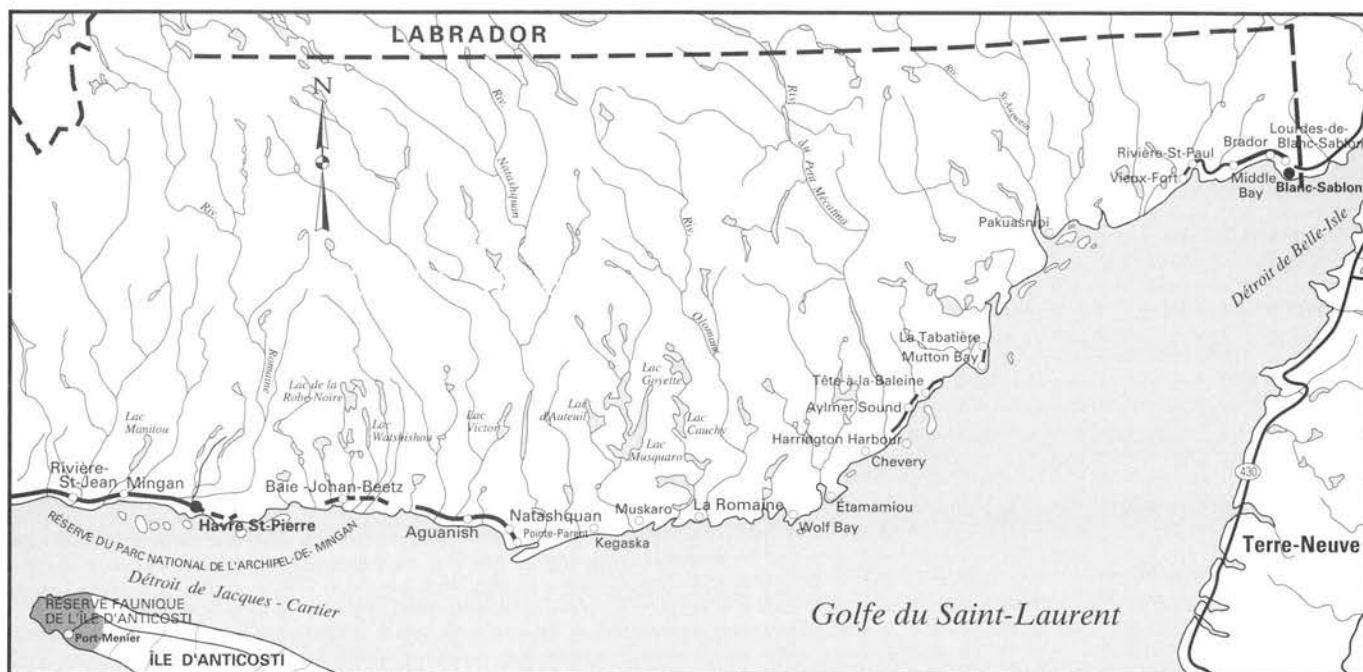 LABRADOR
N
Riv.
Natashquan
Riv.
du Petit Mécatina
Riv.
St-Augustin
Lourdes-de-
Blanc-Sablon
Brador
Rivière-St-Paul
Vieux-Fort
Middle
Bay
Blanc-Sablon
Riv.
Romaine
Riv.
Olomane
Pakuasnipi
Détroit de Belle-Isle
La Tabatière
Mutton Bay
Tête-à-la-Baleine
Aylmer Sound
Harrington Harbour
Chevery
Lac de la
Robe-Noire
Lac
Goyette
Lac
Manitou
Lac
Watshishou
Lac
Victor
Lac
d'Auteuil
Lac
Cauchy
Lac
Musquaro
430
Rivière-
St-Jean
Mingan
Baie-Johan-Beetz
Havre St-Pierre
Aguanish
Natashquan
Pointe-Parent
Kegaska
Muskaro
La Romaine
Wolf Bay
Étamamiou
RÉSERVE DU PARC NATIONAL DE L'ARCHIPEL-DE-MINGAN
Terre-Neuve
Détroit de Jacques-Cartier
Golfe du Saint-Laurent
RÉSERVE FAUNIQUE
DE L'ÎLE D'ANTICOSTI
Port-Menier
ÎLE D'ANTICOSTI